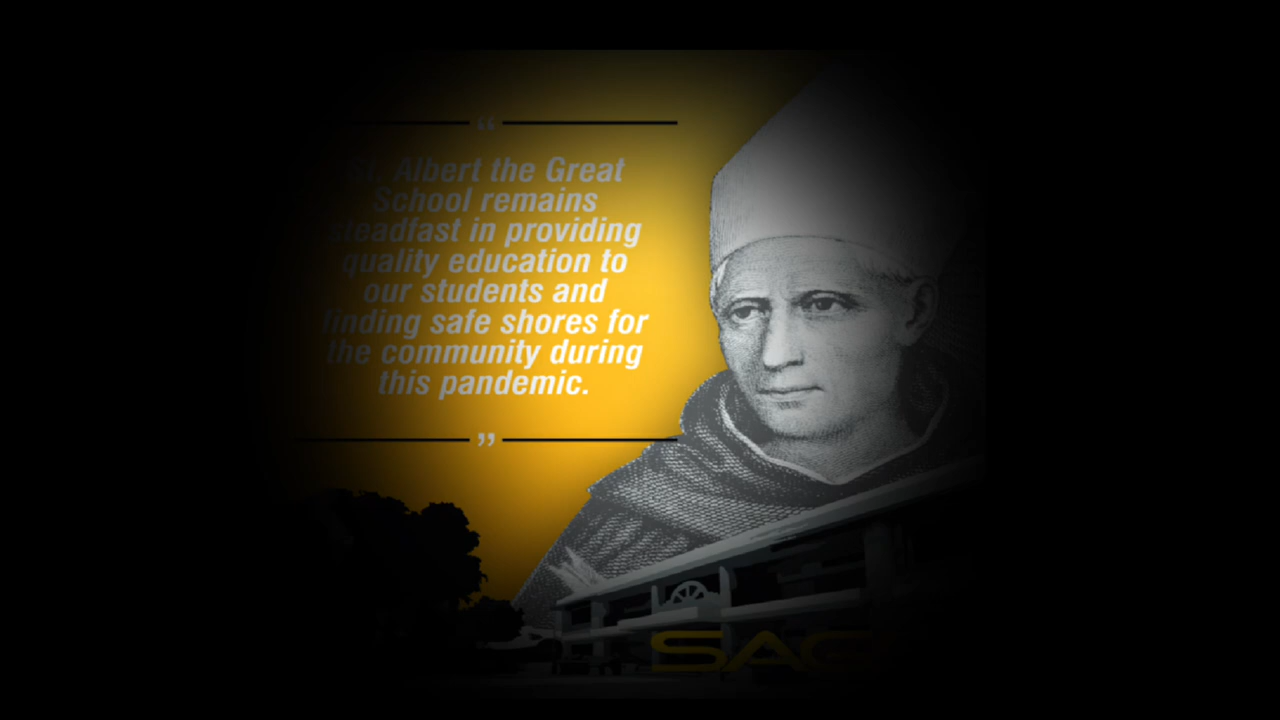 “
St. Albert the Great
School remains
steadfast in providing
quality education to
our students and
finding safe shores for
the community during
this pandemic.
”
SAG